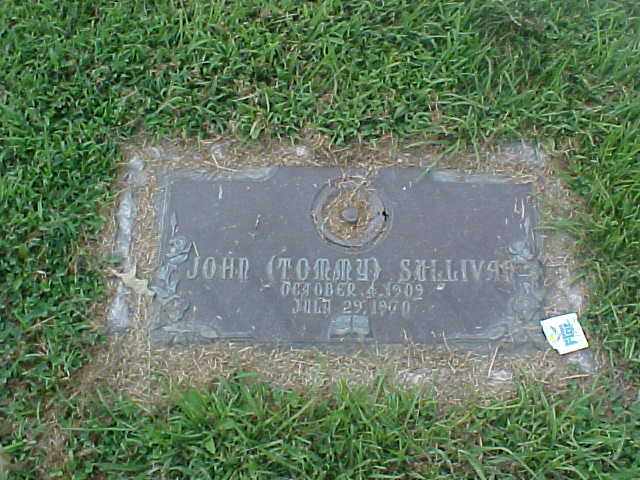 JOHN (TOMMY) SULLIVAN
OCTOBER 4, 1909
JULY 29, 1970